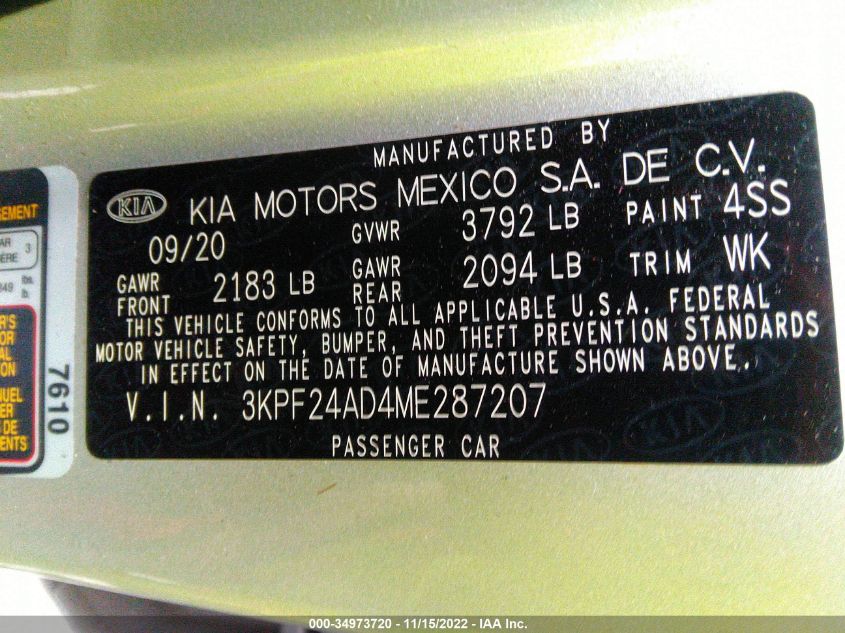 MANUFACTURED BY
KIA KIA MOTORS MEXICO S.A. DE C.V.
09/20 GVWR 3792 LB PAINT 4SS
GAWR FRONT 2183 LB GAWR REAR 2094 LB TRIM WK
THIS VEHICLE CONFORMS TO ALL APPLICABLE U.S.A. FEDERAL
MOTOR VEHICLE SAFETY, BUMPER, AND THEFT PREVENTION STANDARDS
IN EFFECT ON THE DATE OF MANUFACTURE SHOWN ABOVE.
V.I.N. 3KPF24AD4ME287207
PASSENGER CAR
7610
000-34973720 - 11/15/2022 - IAA Inc.